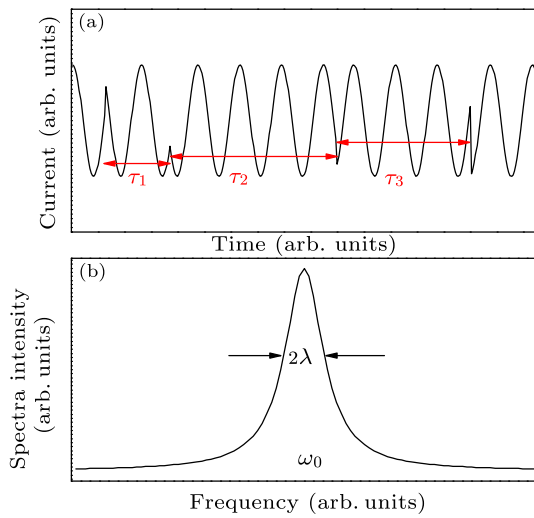 (a)
Current (arb. units)
τ1
τ2
τ3
Time (arb. units)
(b)
Spectra intensity
(arb. units)
2λ
ω0
Frequency (arb. units)